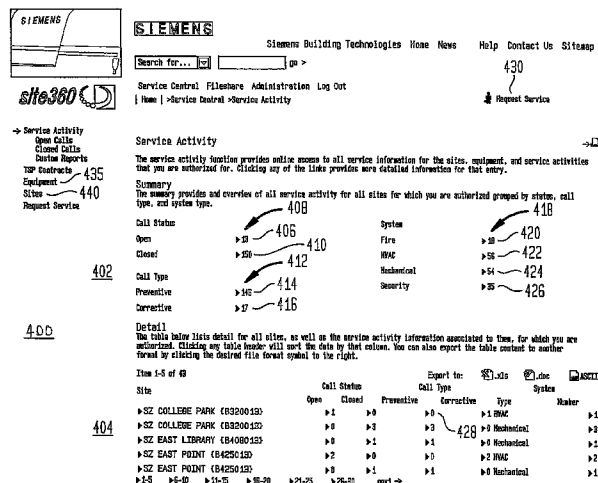 SIEMENS
SIEMENS
Siemens Building Technologies Home News Help Contact Us Sitemap
Search for... go >
430
Service Central Fileshare Administration Log Out
| Home | >Service Central >Service Activity
Request Service
site360
→ Service Activity
Open Calls
Closed Calls
Custom Reports
TSP Contracts
Equipment 435
Sites 440
Request Service
Service Activity
The service activity function provides online access to all service information for the sites, equipment, and service activities
that you are authorized for. Clicking any of the links provides more detailed information for that entry.
Summary
The summary provides and overview of all service activity for all sites for which you are authorized grouped by status, call
type, and system type.
408 418
Call Status System
Open 13 406 Fire 18 420
Closed 150 410 HVAC 56 422
412 Mechanical 54 424
402 Call Type
Preventive 146 414 Security 35 426
Corrective 17 416
400
Detail
The table below lists detail for all sites, as well as the service activity information associated to them, for which you are
authorized. Clicking any table header will sort the data by that column. You can also export the table content to another
format by clicking the desired file format symbol to the right.
Item 1-5 of 43 Export to: .xls .doc ASCII
Site Call Status Call Type System
Open Closed Preventive Corrective Type Number
404
SZ COLLEGE PARK (B320013) 1 0 0 1 HVAC 1
SZ COLLEGE PARK (B320013) 0 3 3 428 0 Mechanical 3
SZ EAST LIBRARY (B408013) 0 1 1 0 Mechanical 1
SZ EAST POINT (B425013) 2 0 0 2 HVAC 2
SZ EAST POINT (B425013) 0 1 1 0 Mechanical 1
1-5 6-10 11-15 16-20 21-25 26-30 next →